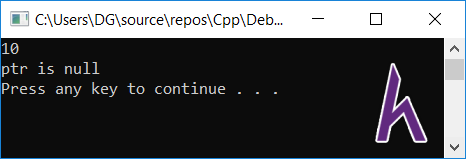 C:\Users\DG\source\repos\Cpp\Deb...
10
ptr is null
Press any key to continue . . .